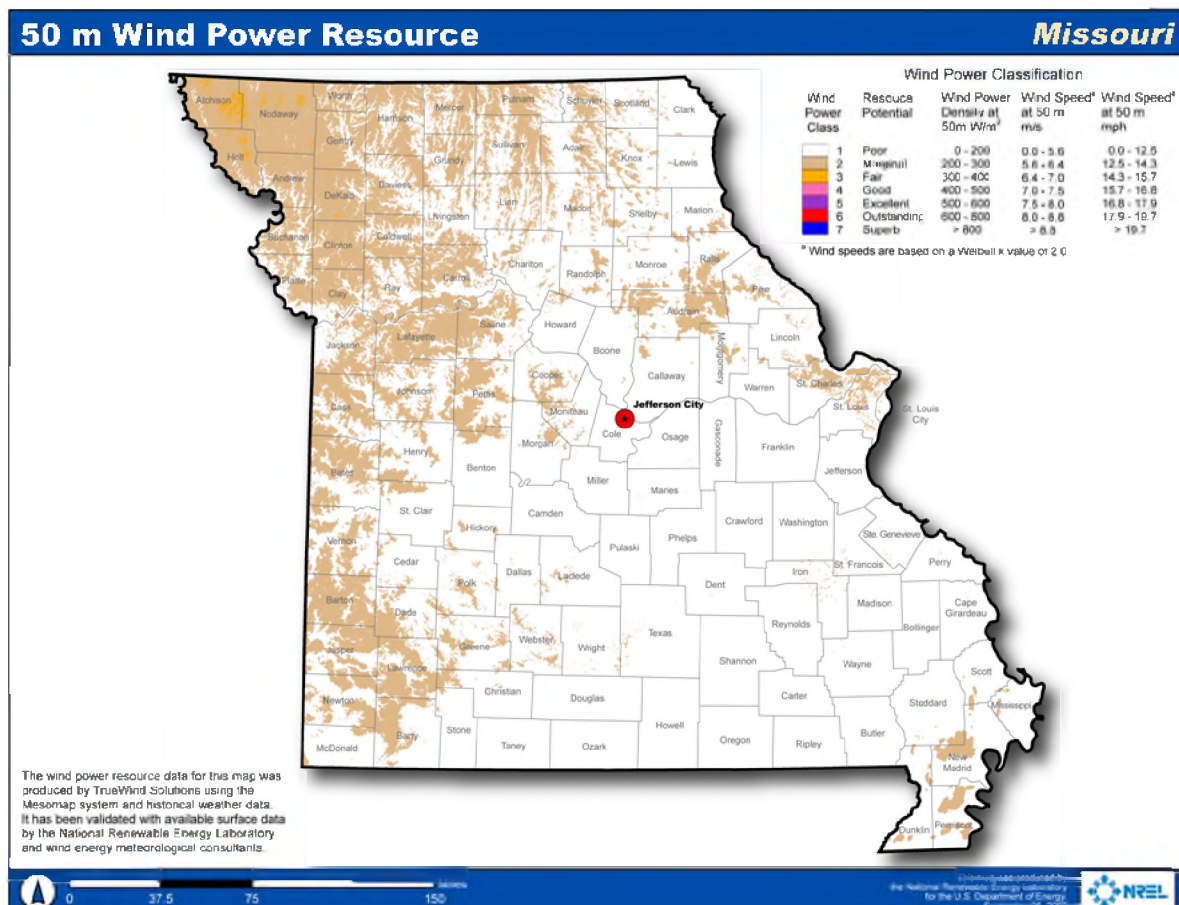 50 m Wind Power Resource
Missouri
Wind Power Classification
Wind Power Class
Resouce Potential
Wind Power Density at 50m W/m²
Wind Speedª at 50 m m/s
Wind Speedª at 50 m mph
1 Poor 0 - 200 0.0 - 5.6 0.0 - 12.5
2 Marginal 200 - 300 5.6 - 6.4 12.5 - 14.3
3 Fair 300 - 400 6.4 - 7.0 14.3 - 15.7
4 Good 400 - 500 7.0 - 7.5 15.7 - 16.8
5 Excellent 500 - 600 7.5 - 8.0 16.8 - 17.9
6 Outstanding 600 - 800 8.0 - 8.8 17.9 - 19.7
7 Superb > 800 > 8.8 > 19.7
ª Wind speeds are based on a Weibull k value of 2.0
Atchison
Nodaway
Worth
Harrison
Mercer
Putnam
Schuyler
Scotland
Clark
Gentry
Sullivan
Adair
Knox
Lewis
Holt
Andrew
DeKalb
Daviess
Grundy
Livingston
Linn
Macon
Shelby
Marion
Buchanan
Clinton
Caldwell
Chariton
Randolph
Monroe
Ralls
Pike
Platte
Clay
Ray
Carroll
Saline
Howard
Boone
Audrain
Montgomery
Lincoln
Jackson
Lafayette
Cooper
Callaway
Warren
St. Charles
St. Louis
St. Louis City
Cass
Johnson
Pettis
Moniteau
Jefferson City
Cole
Osage
Gasconade
Franklin
Jefferson
Bates
Henry
Benton
Morgan
Miller
Maries
St. Clair
Camden
Hickory
Pulaski
Phelps
Crawford
Washington
Ste. Genevieve
St. Francois
Perry
Vernon
Cedar
Polk
Dallas
Laclede
Dent
Iron
Madison
Cape Girardeau
Bollinger
Barton
Dade
Greene
Webster
Wright
Texas
Shannon
Reynolds
Wayne
Scott
Mississippi
Stoddard
Jasper
Lawrence
Christian
Douglas
Howell
Carter
Newton
Barry
Stone
Taney
Ozark
Oregon
Ripley
Butler
McDonald
New Madrid
Dunklin
Pemiscot
The wind power resource data for this map was
produced by TrueWind Solutions using the
Mesomap system and historical weather data.
It has been validated with available surface data
by the National Renewable Energy Laboratory
and wind energy meteorological consultants.
0 37.5 75 150
the National Renewable Energy Laboratory
for the U.S. Department of Energy.
NREL